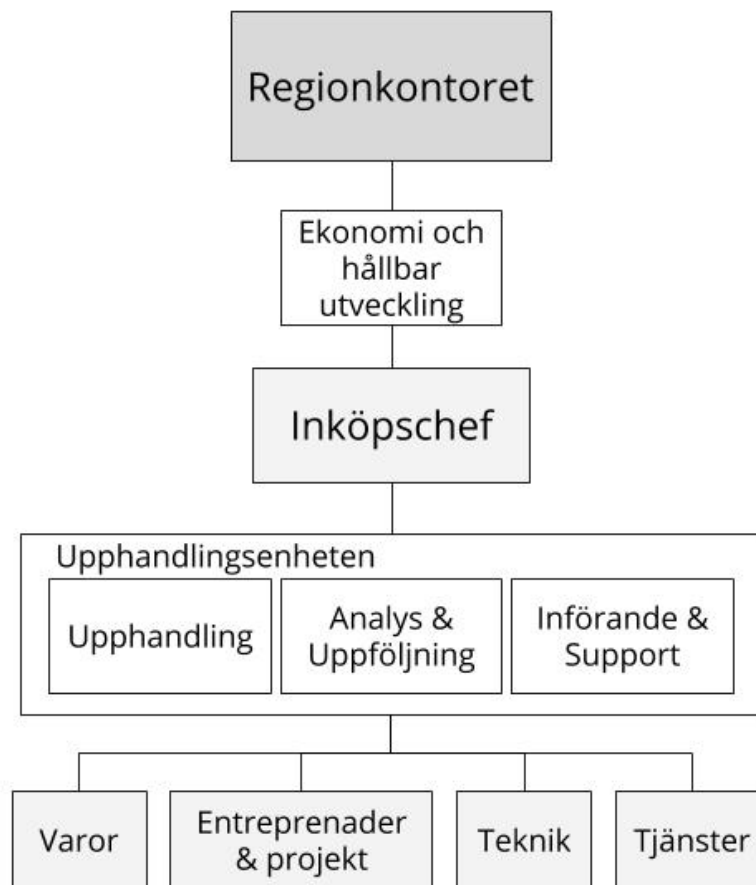 Regionkontoret
Ekonomi och
hållbar
utveckling
Inköpschef
Upphandlingsenheten
Upphandling
Analys &
Uppföljning
Införande &
Support
Varor
Entreprenader
& projekt
Teknik
Tjänster